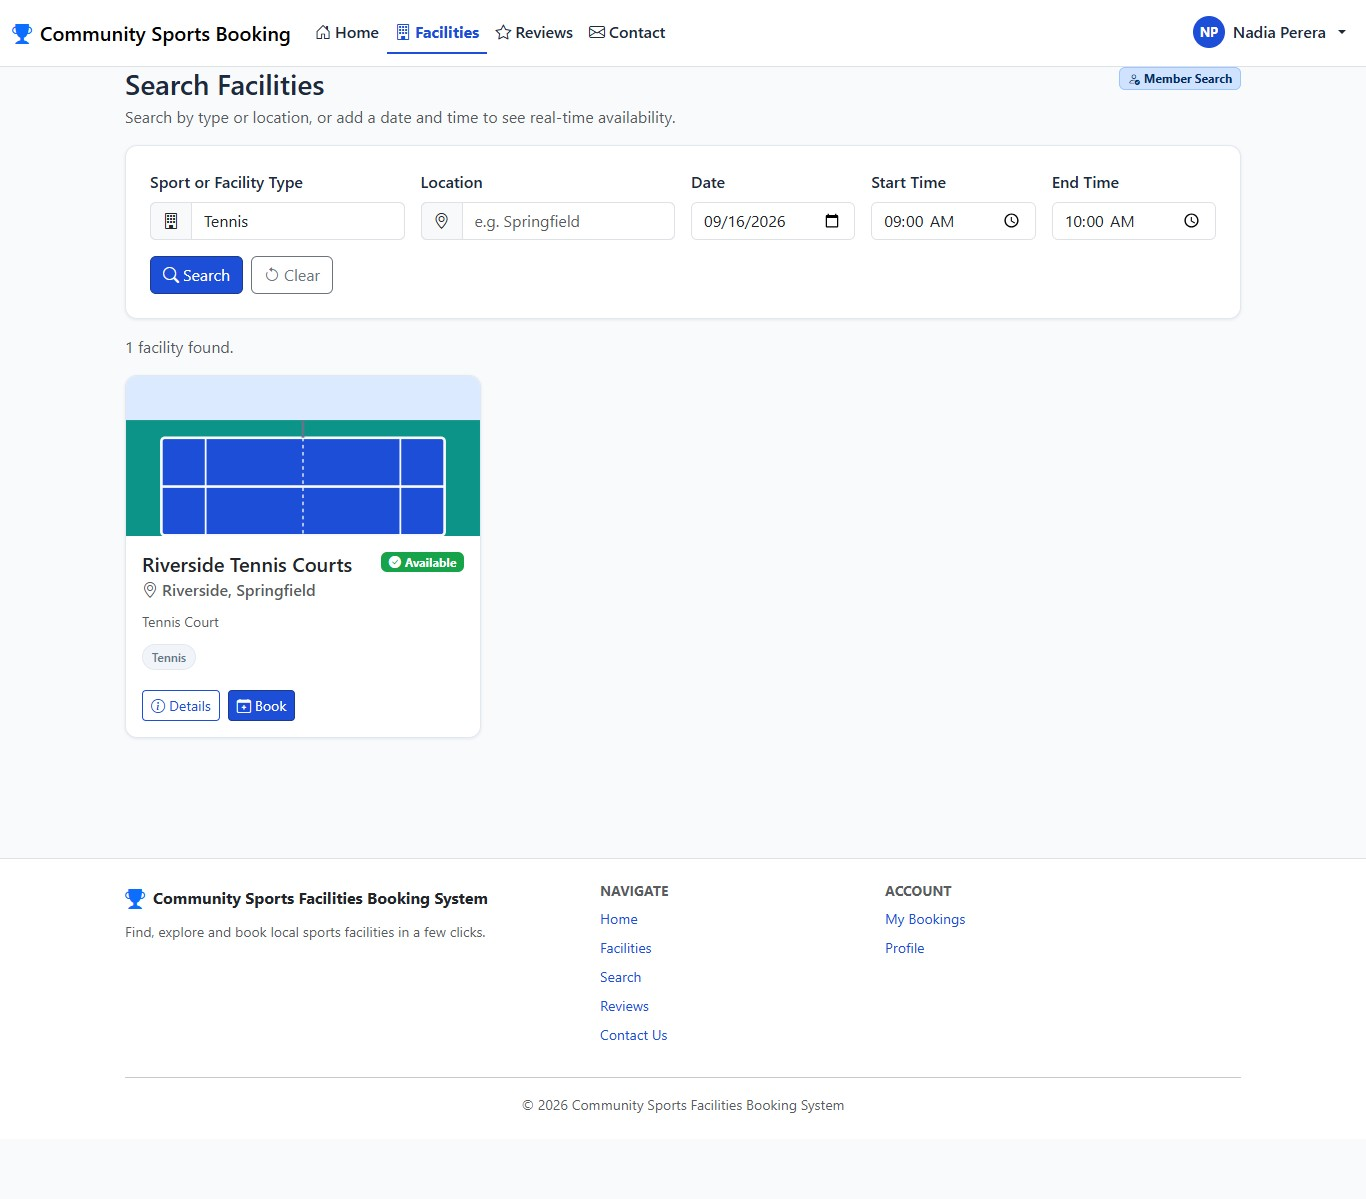 Community Sports Booking
Home
Facilities
Reviews
Contact
NP
Nadia Perera
Search Facilities
Member Search
Search by type or location, or add a date and time to see real-time availability.
Sport or Facility Type
Location
Date
Start Time
End Time
Tennis
e.g. Springfield
09/16/2026
09:00 AM
10:00 AM
Search
Clear
1 facility found.
Riverside Tennis Courts
Available
Riverside, Springfield
Tennis Court
Tennis
Details
Book
Community Sports Facilities Booking System
Find, explore and book local sports facilities in a few clicks.
NAVIGATE
Home
Facilities
Search
Reviews
Contact Us
ACCOUNT
My Bookings
Profile
© 2026 Community Sports Facilities Booking System